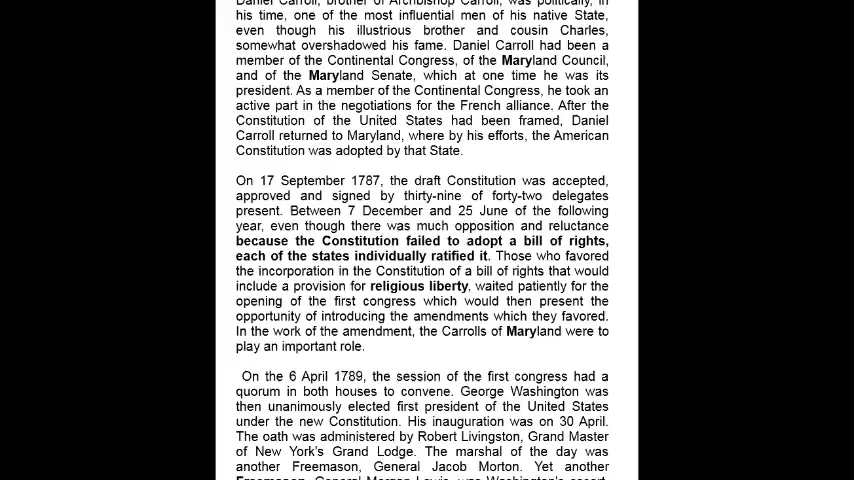 Daniel Carroll, brother of Archbishop Carroll, was politically, in
his time, one of the most influential men of his native State,
even though his illustrious brother and cousin Charles,
somewhat overshadowed his fame. Daniel Carroll had been a
member of the Continental Congress, of the Maryland Council,
and of the Maryland Senate, which at one time he was its
president. As a member of the Continental Congress, he took an
active part in the negotiations for the French alliance. After the
Constitution of the United States had been framed, Daniel
Carroll returned to Maryland, where by his efforts, the American
Constitution was adopted by that State.
On 17 September 1787, the draft Constitution was accepted,
approved and signed by thirty-nine of forty-two delegates
present. Between 7 December and 25 June of the following
year, even though there was much opposition and reluctance
because the Constitution failed to adopt a bill of rights,
each of the states individually ratified it. Those who favored
the incorporation in the Constitution of a bill of rights that would
include a provision for religious liberty, waited patiently for the
opening of the first congress which would then present the
opportunity of introducing the amendments which they favored.
In the work of the amendment, the Carrolls of Maryland were to
play an important role.
On the 6 April 1789, the session of the first congress had a
quorum in both houses to convene. George Washington was
then unanimously elected first president of the United States
under the new Constitution. His inauguration was on 30 April.
The oath was administered by Robert Livingston, Grand Master
of New York's Grand Lodge. The marshal of the day was
another Freemason, General Jacob Morton. Yet another
Freemason, General Morgan Lewis, was Washington's escort.